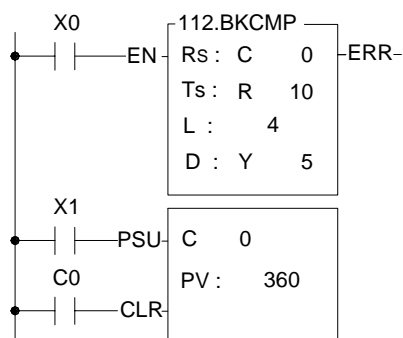 X0
112.BKCMP
EN
Rs : C 0
ERR
Ts : R 10
L : 4
D : Y 5
X1
PSU
C 0
C0
PV : 360
CLR